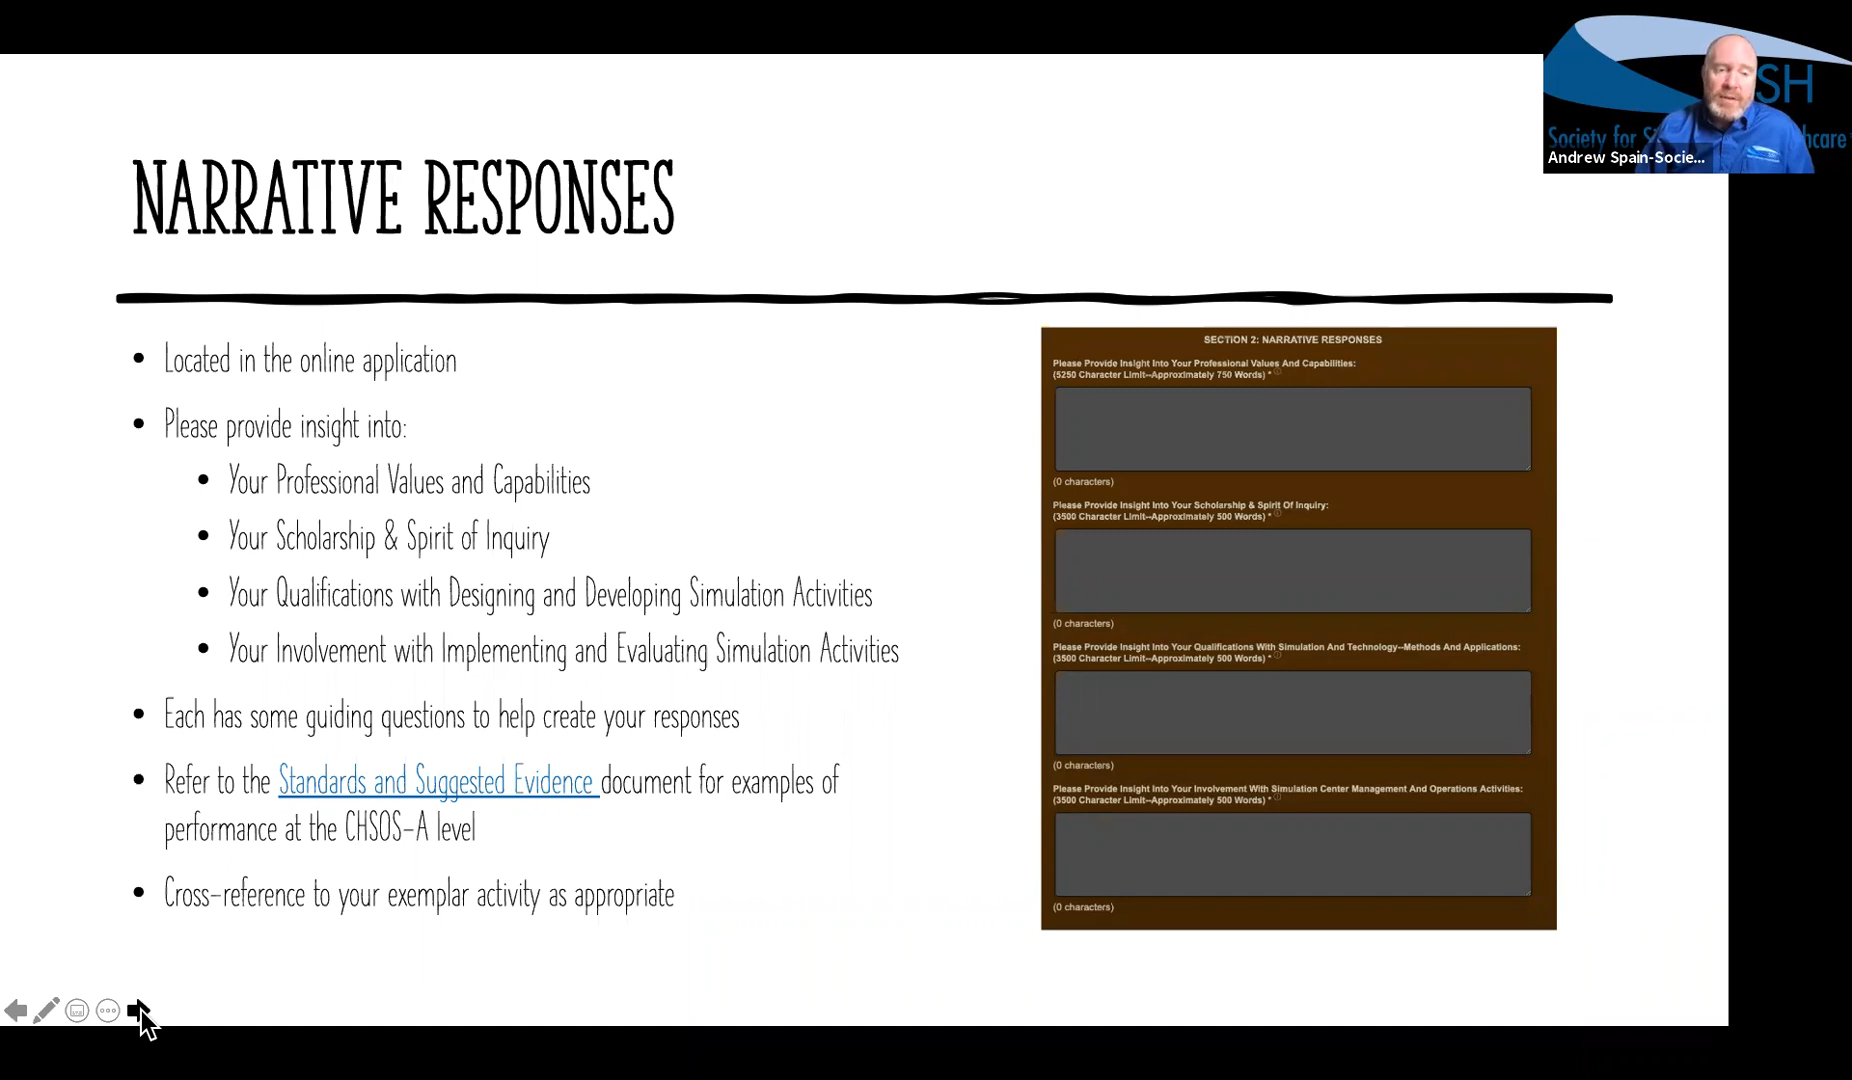 SH
Society for S
hcare
Andrew Spain-Socie...
NARRATIVE RESPONSES
• Located in the online application
• Please provide insight into:
• Your Professional Values and Capabilities
• Your Scholarship & Spirit of Inquiry
• Your Qualifications with Designing and Developing Simulation Activities
• Your Involvement with Implementing and Evaluating Simulation Activities
• Each has some guiding questions to help create your responses
• Refer to the Standards and Suggested Evidence document for examples of
performance at the CHSOS-A level
• Cross-reference to your exemplar activity as appropriate
SECTION 2: NARRATIVE RESPONSES
Please Provide Insight Into Your Professional Values And Capabilities:
(5250 Character Limit--Approximately 750 Words) *
(0 characters)
Please Provide Insight Into Your Scholarship & Spirit Of Inquiry:
(3500 Character Limit--Approximately 500 Words) *
(0 characters)
Please Provide Insight Into Your Qualifications With Simulation And Technology--Methods And Applications:
(3500 Character Limit--Approximately 500 Words) *
(0 characters)
Please Provide Insight Into Your Involvement With Simulation Center Management And Operations Activities:
(3500 Character Limit--Approximately 500 Words) *
(0 characters)